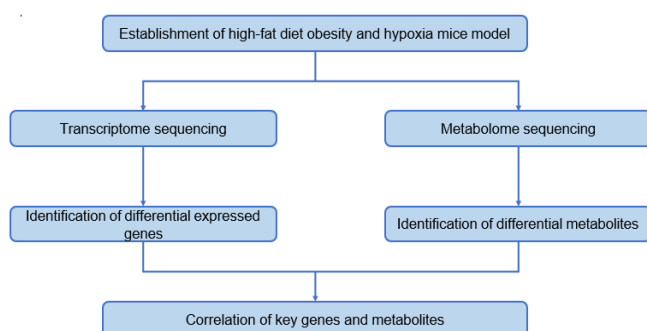 Establishment of high-fat diet obesity and hypoxia mice model
Transcriptome sequencing
Metabolome sequencing
Identification of differential expressed
genes
Identification of differential metabolites
Correlation of key genes and metabolites